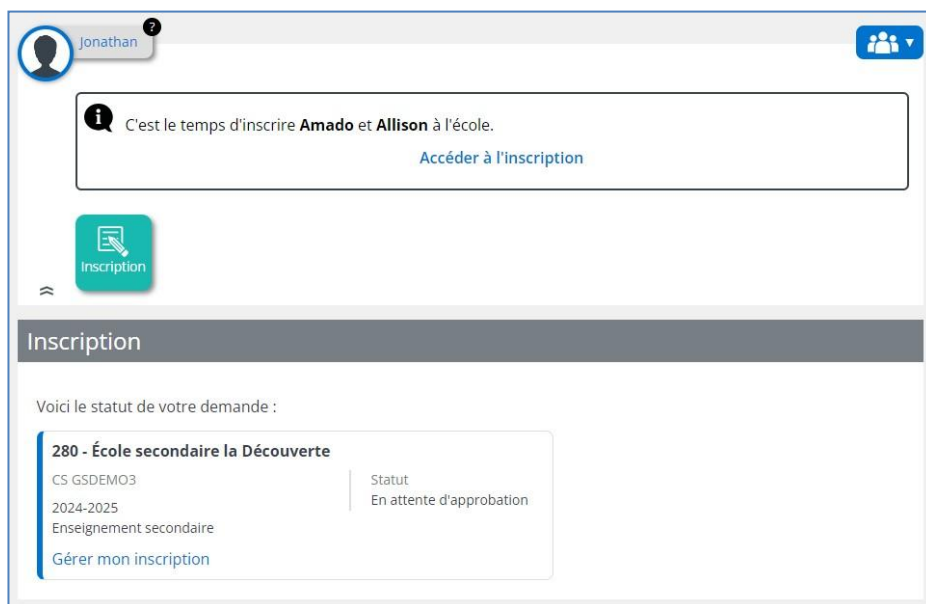 Jonathan
?
C'est le temps d'inscrire Amado et Allison à l'école.
Accéder à l'inscription
Inscription
Inscription
Voici le statut de votre demande :
280 - École secondaire la Découverte
CS GSDEMO3
2024-2025
Enseignement secondaire
Statut
En attente d'approbation
Gérer mon inscription